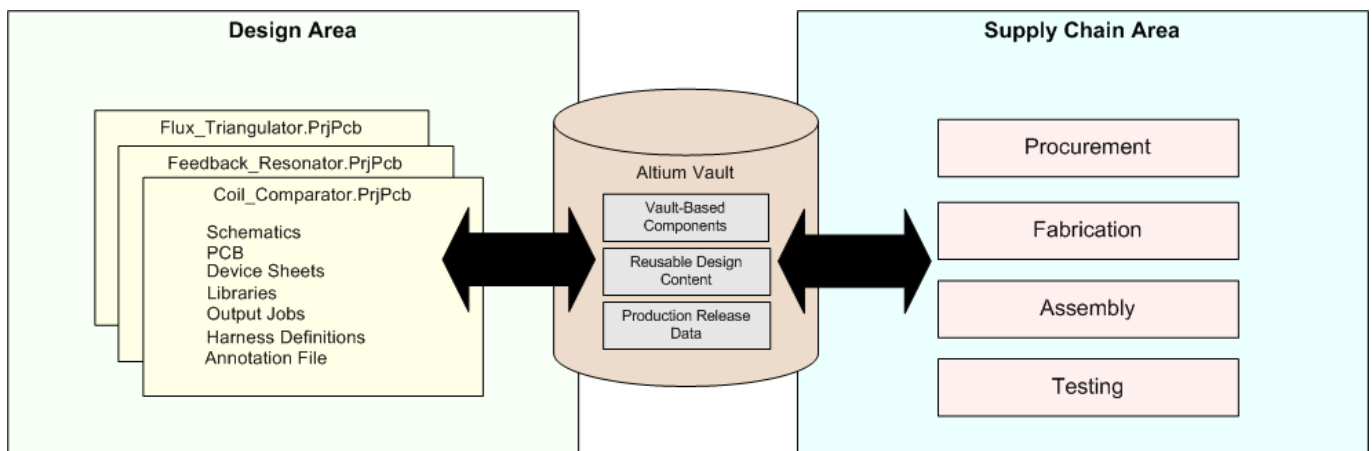 Design Area
Flux_Triangulator.PrjPcb
Feedback_Resonator.PrjPcb
Coil_Comparator.PrjPcb
Schematics
PCB
Device Sheets
Libraries
Output Jobs
Harness Definitions
Annotation File
Altium Vault
Vault-Based
Components
Reusable Design
Content
Production Release
Data
Supply Chain Area
Procurement
Fabrication
Assembly
Testing